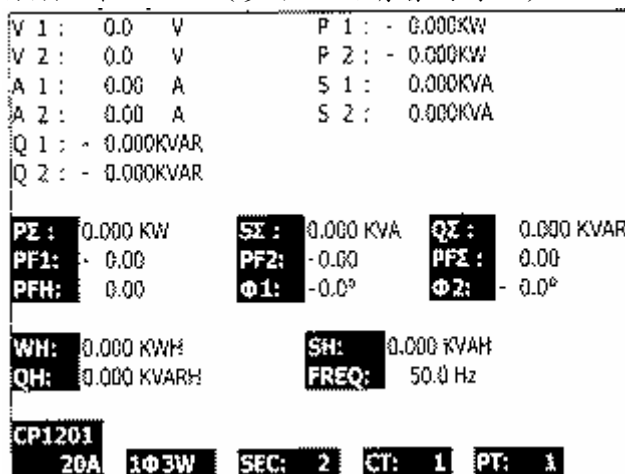 V 1 : 0.0 V P 1 : - 0.000KW
V 2 : 0.0 V P 2 : - 0.000KW
A 1 : 0.00 A S 1 : 0.000KVA
A 2 : 0.00 A S 2 : 0.000KVA
Q 1 : - 0.000KVAR
Q 2 : - 0.000KVAR
PΣ : 0.000 KW SΣ : 0.000 KVA QΣ : 0.000 KVAR
PF1: - 0.00 PF2: - 0.00 PFΣ : 0.00
PFH: 0.00 Φ1: -0.0° Φ2: - 0.0°
WH: 0.000 KWH SH: 0.000 KVAH
QH: 0.000 KVARH FREQ: 50.0 Hz
CP1201
20A 1Φ3W SEC: 2 CT: 1 PT: 1